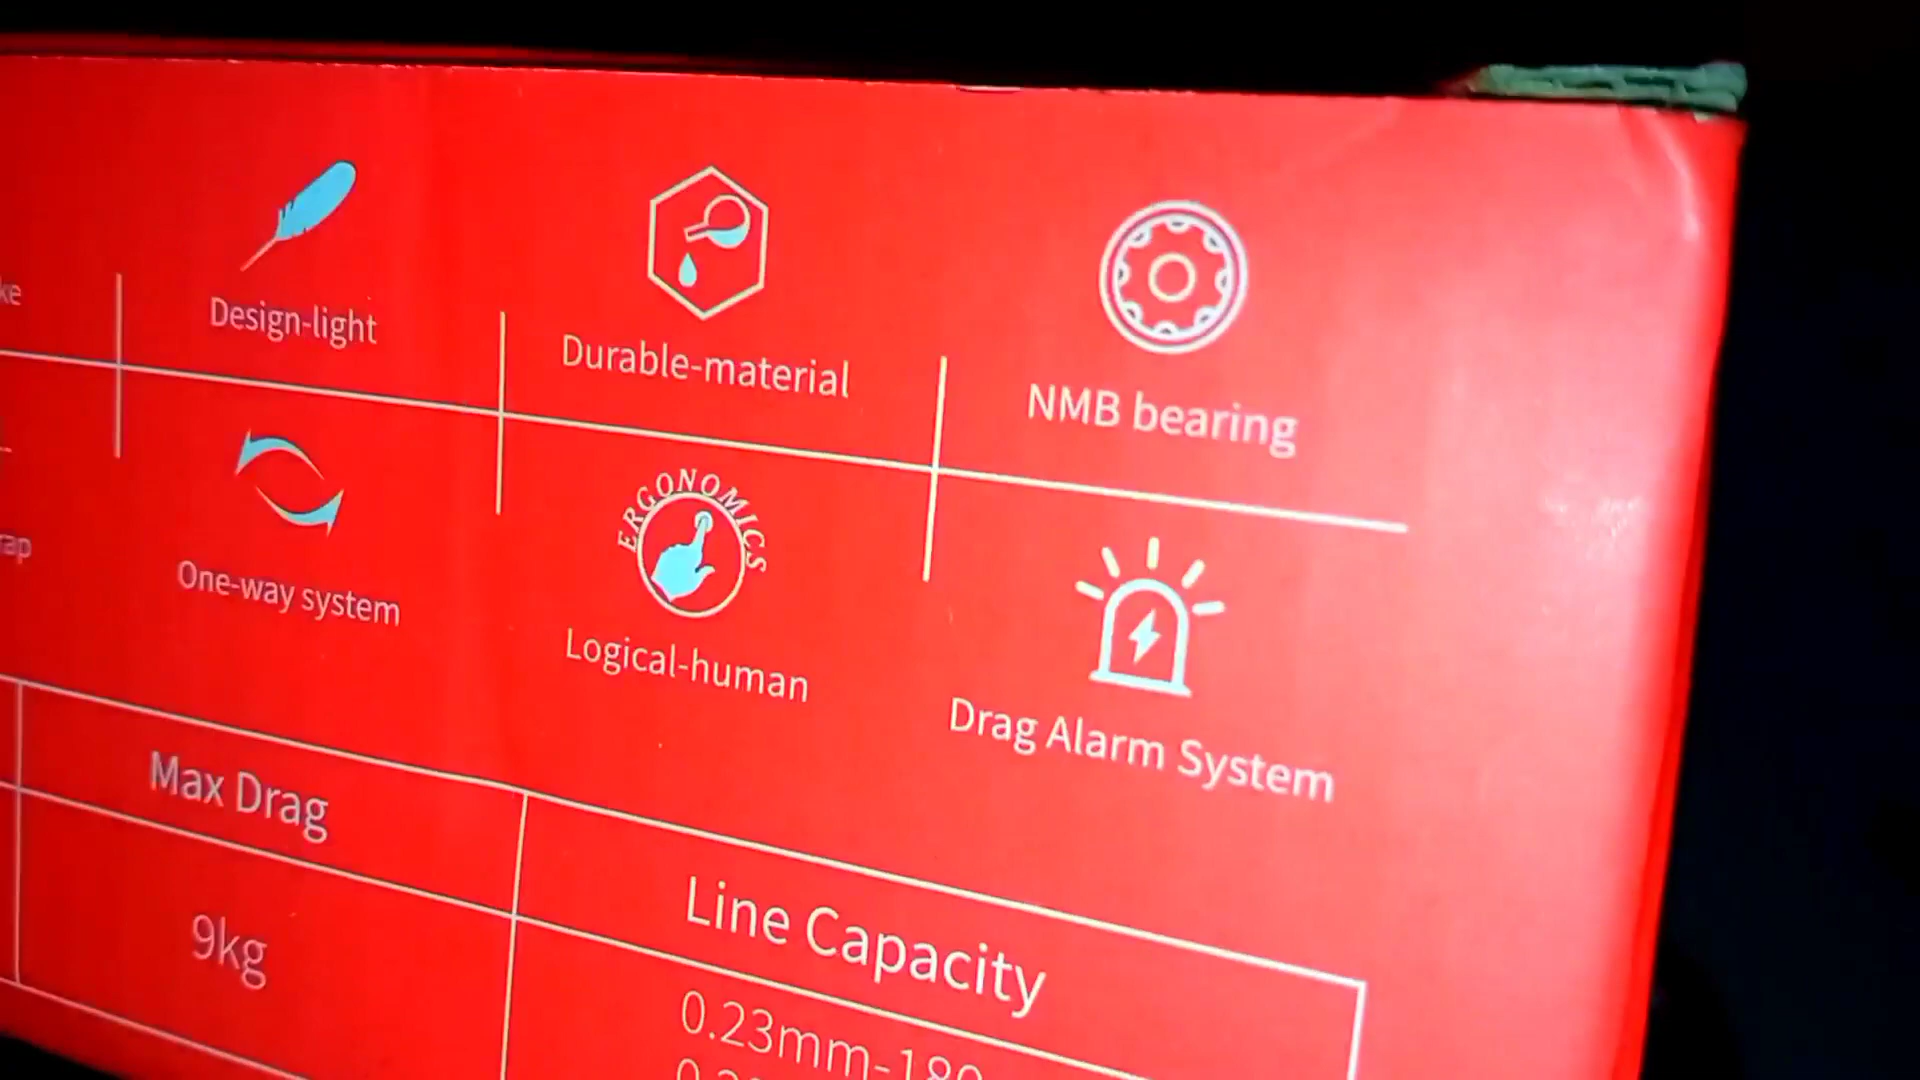 Design-light
Durable-material
NMB bearing
One-way system
ERGONOMICS
Logical-human
Drag Alarm System
Max Drag
Line Capacity
9kg
0.23mm-180